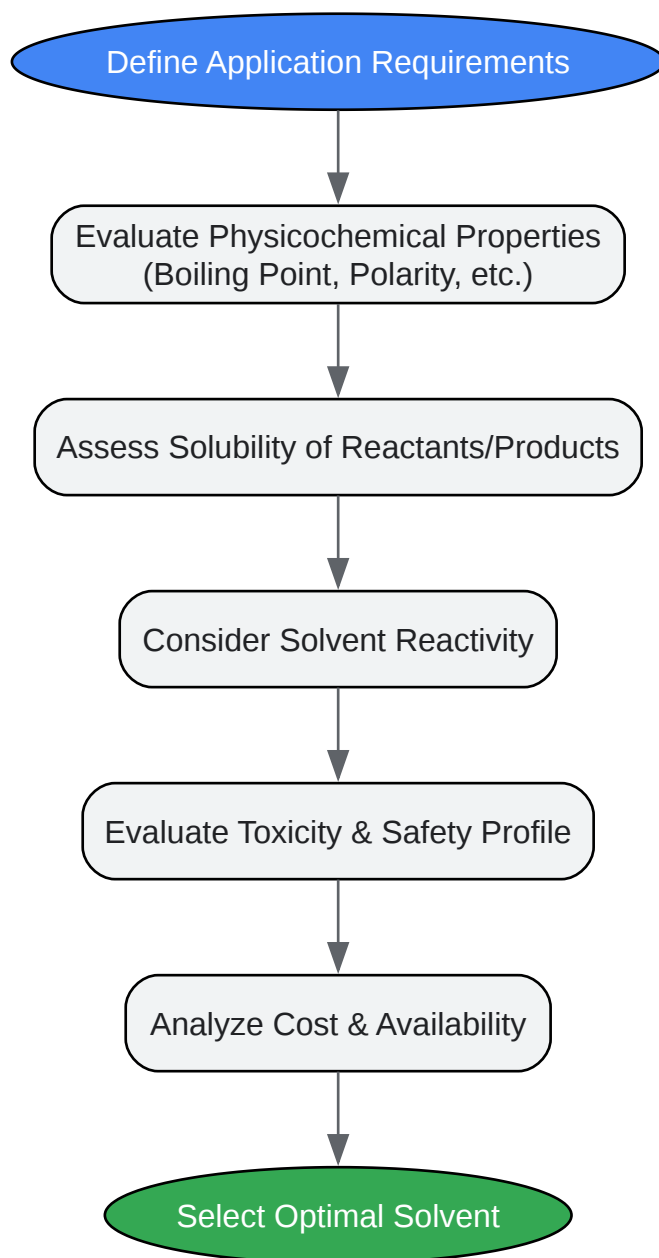 Define Application Requirements
Evaluate Physicochemical Properties
(Boiling Point, Polarity, etc.)
Assess Solubility of Reactants/Products
Consider Solvent Reactivity
Evaluate Toxicity & Safety Profile
Analyze Cost & Availability
Select Optimal Solvent